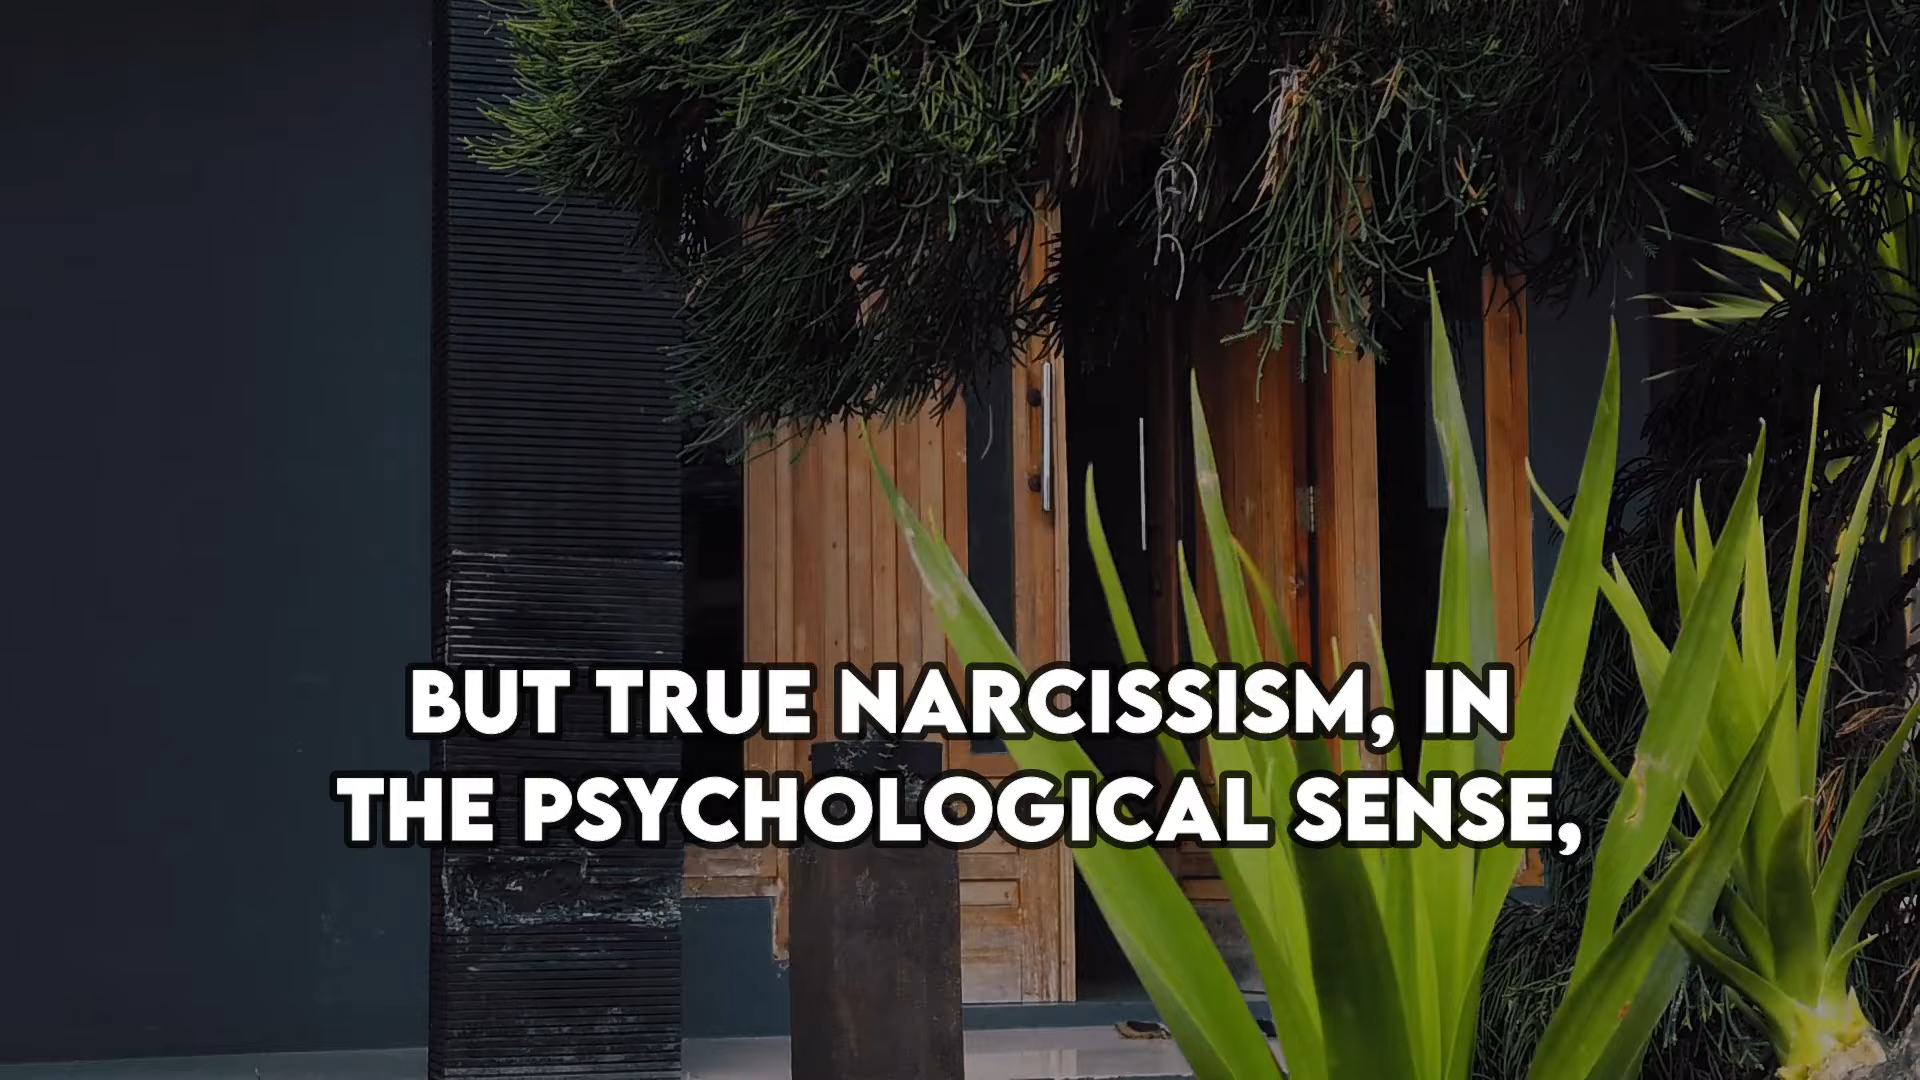 BUT TRUE NARCISSISM, IN
THE PSYCHOLOGICAL SENSE,